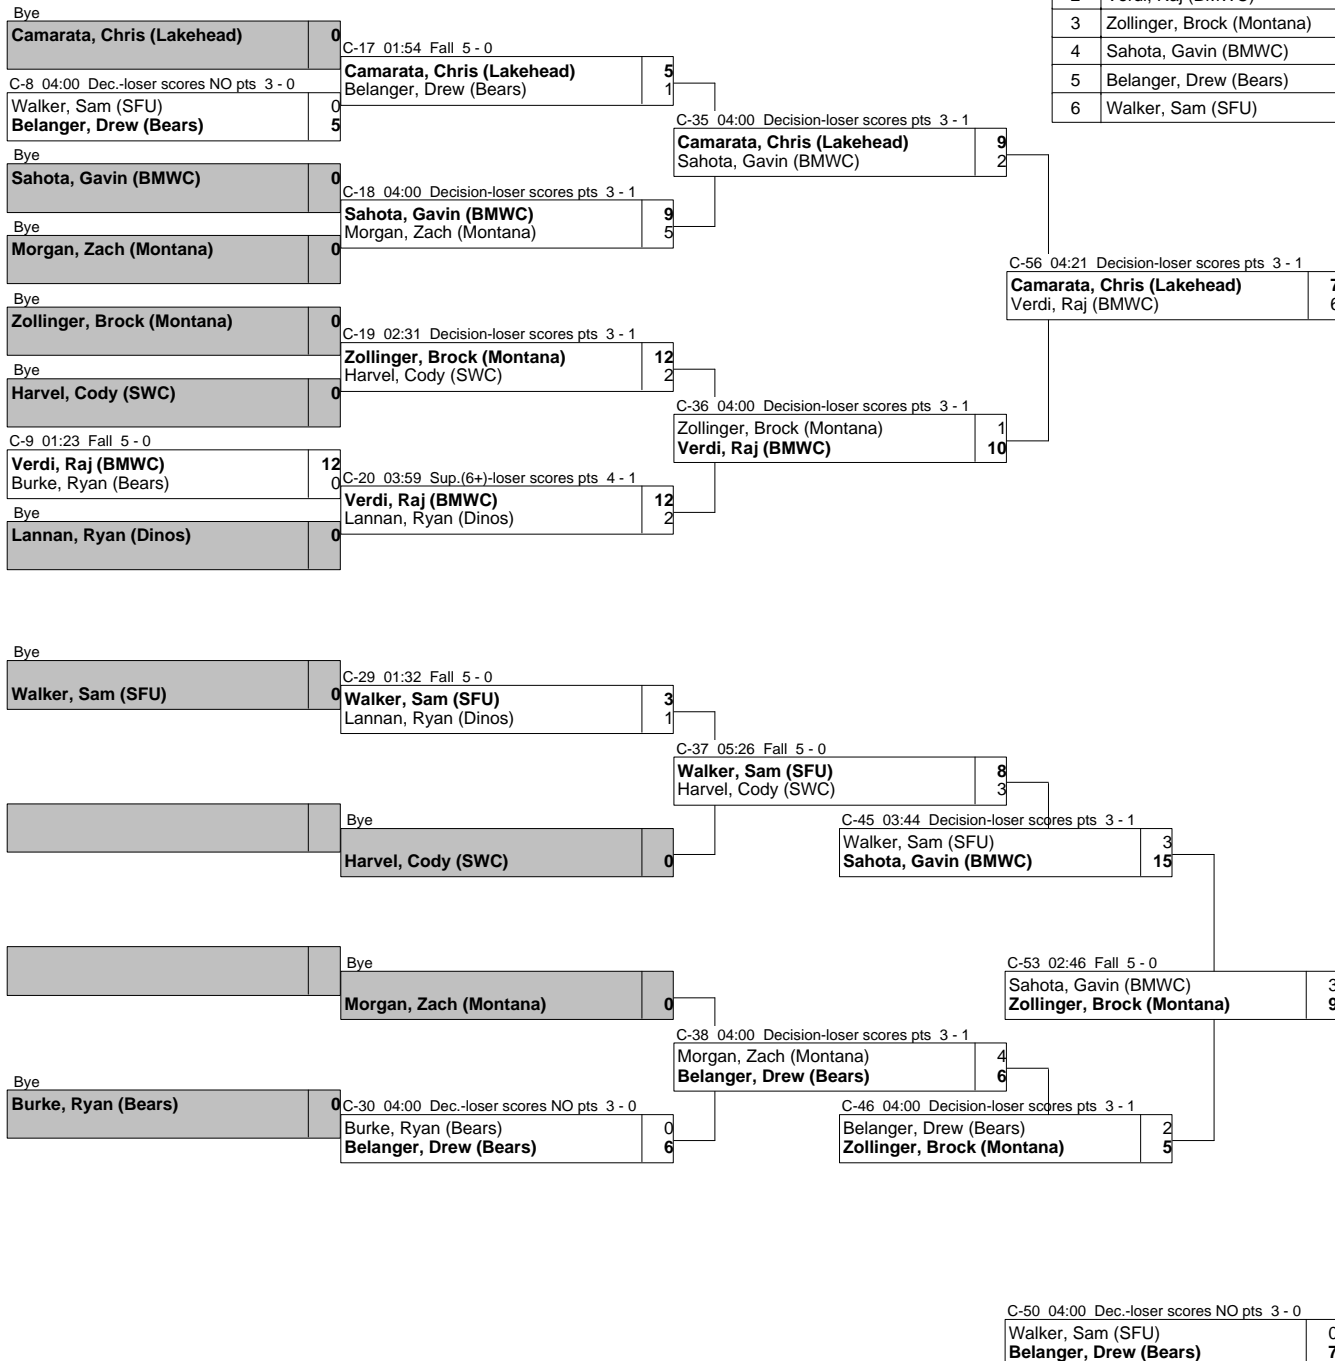 2 Verdi, Raj (BMWC)
3 Zollinger, Brock (Montana)
4 Sahota, Gavin (BMWC)
5 Belanger, Drew (Bears)
6 Walker, Sam (SFU)
Bye
Camarata, Chris (Lakehead) 0
C-8 04:00 Dec.-loser scores NO pts 3 - 0
Walker, Sam (SFU) 0
Belanger, Drew (Bears) 5
Bye
Sahota, Gavin (BMWC) 0
Bye
Morgan, Zach (Montana) 0
Bye
Zollinger, Brock (Montana) 0
Bye
Harvel, Cody (SWC) 0
C-9 01:23 Fall 5 - 0
Verdi, Raj (BMWC) 12
Burke, Ryan (Bears) 0
Bye
Lannan, Ryan (Dinos) 0
C-17 01:54 Fall 5 - 0
Camarata, Chris (Lakehead) 5
Belanger, Drew (Bears) 1
C-18 04:00 Decision-loser scores pts 3 - 1
Sahota, Gavin (BMWC) 9
Morgan, Zach (Montana) 5
C-19 02:31 Decision-loser scores pts 3 - 1
Zollinger, Brock (Montana) 12
Harvel, Cody (SWC) 2
C-20 03:59 Sup.(6+)-loser scores pts 4 - 1
Verdi, Raj (BMWC) 12
Lannan, Ryan (Dinos) 2
C-35 04:00 Decision-loser scores pts 3 - 1
Camarata, Chris (Lakehead) 9
Sahota, Gavin (BMWC) 2
C-36 04:00 Decision-loser scores pts 3 - 1
Zollinger, Brock (Montana) 1
Verdi, Raj (BMWC) 10
C-56 04:21 Decision-loser scores pts 3 - 1
Camarata, Chris (Lakehead) 7
Verdi, Raj (BMWC) 6
Bye
Walker, Sam (SFU) 0
Bye
Burke, Ryan (Bears) 0
C-29 01:32 Fall 5 - 0
Walker, Sam (SFU) 3
Lannan, Ryan (Dinos) 1
Bye
Harvel, Cody (SWC) 0
Bye
Morgan, Zach (Montana) 0
C-30 04:00 Dec.-loser scores NO pts 3 - 0
Burke, Ryan (Bears) 0
Belanger, Drew (Bears) 6
C-37 05:26 Fall 5 - 0
Walker, Sam (SFU) 8
Harvel, Cody (SWC) 3
C-38 04:00 Decision-loser scores pts 3 - 1
Morgan, Zach (Montana) 4
Belanger, Drew (Bears) 6
C-45 03:44 Decision-loser scores pts 3 - 1
Walker, Sam (SFU) 3
Sahota, Gavin (BMWC) 15
C-46 04:00 Decision-loser scores pts 3 - 1
Belanger, Drew (Bears) 2
Zollinger, Brock (Montana) 5
C-53 02:46 Fall 5 - 0
Sahota, Gavin (BMWC) 3
Zollinger, Brock (Montana) 9
C-50 04:00 Dec.-loser scores NO pts 3 - 0
Walker, Sam (SFU) 0
Belanger, Drew (Bears) 7